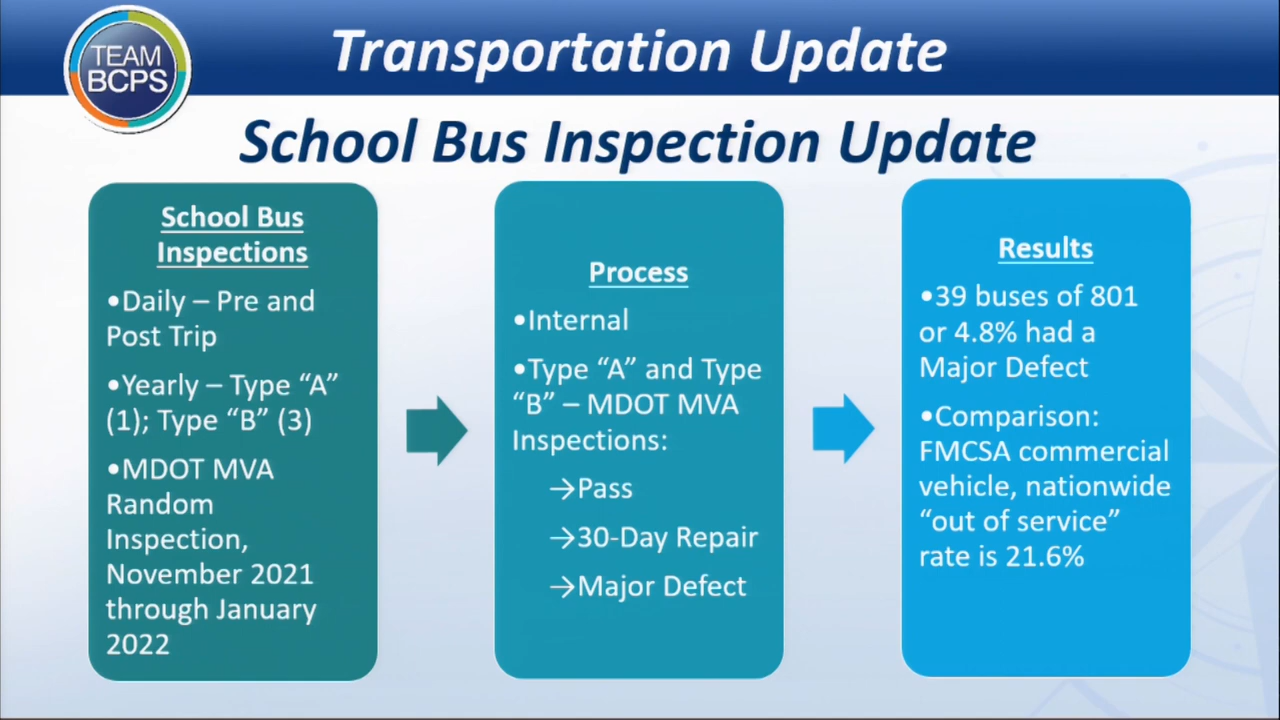 TEAM
BCPS
Transportation Update
School Bus Inspection Update
School Bus
Inspections
•Daily – Pre and
Post Trip
•Yearly – Type “A”
(1); Type “B” (3)
•MDOT MVA
Random
Inspection,
November 2021
through January
2022
Process
•Internal
•Type “A” and Type
“B” – MDOT MVA
Inspections:
→Pass
→30-Day Repair
→Major Defect
Results
•39 buses of 801
or 4.8% had a
Major Defect
•Comparison:
FMCSA commercial
vehicle, nationwide
“out of service”
rate is 21.6%